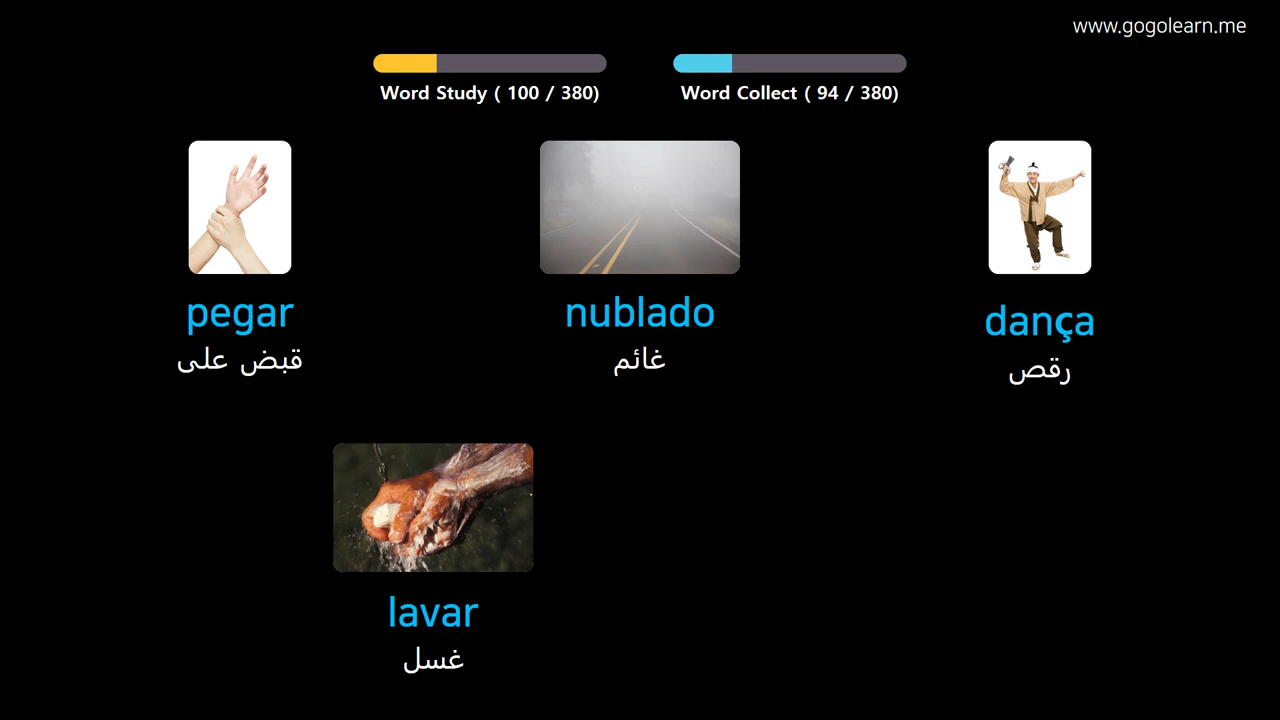 www.gogolearn.me
Word Study ( 100 / 380)
Word Collect ( 94 / 380)
pegar
قبض على
nublado
غائم
dança
رقص
lavar
غسل